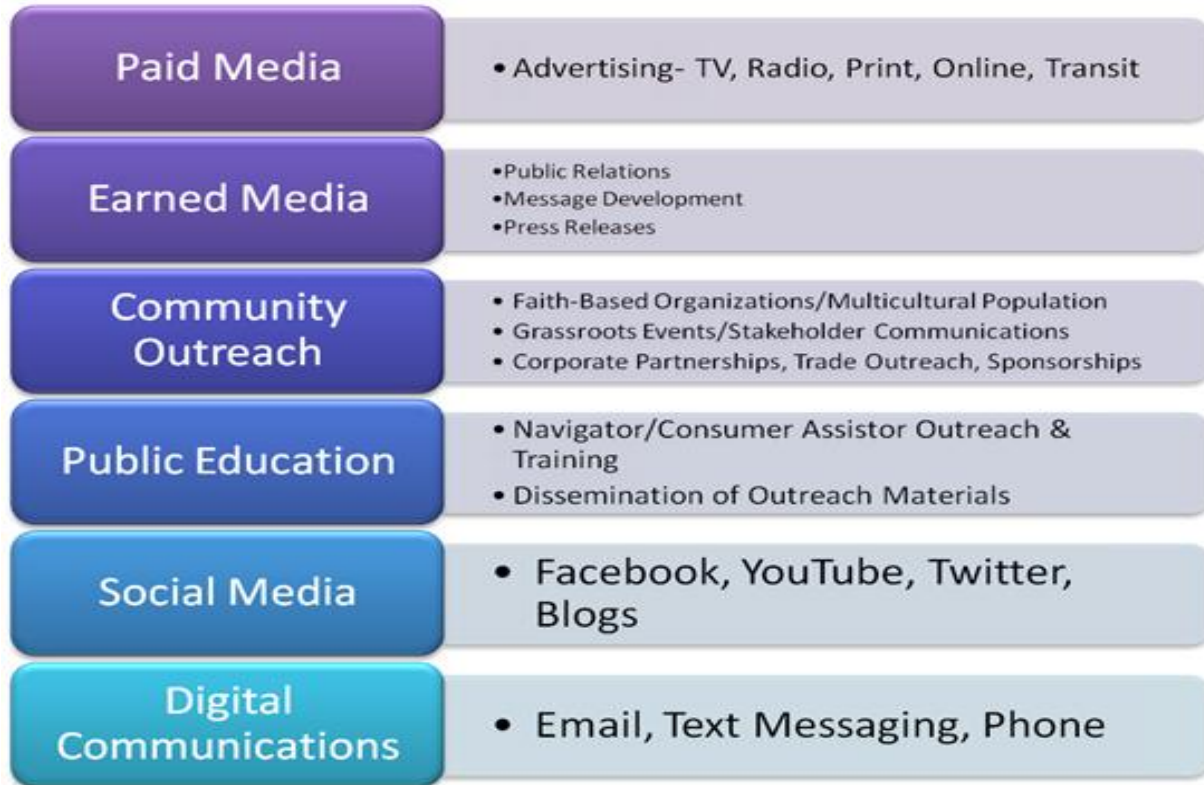 Paid Media
• Advertising- TV, Radio, Print, Online, Transit
Earned Media
•Public Relations
•Message Development
•Press Releases
Community
Outreach
• Faith-Based Organizations/Multicultural Population
• Grassroots Events/Stakeholder Communications
• Corporate Partnerships, Trade Outreach, Sponsorships
Public Education
• Navigator/Consumer Assistor Outreach &
Training
• Dissemination of Outreach Materials
Social Media
• Facebook, YouTube, Twitter,
Blogs
Digital
Communications
• Email, Text Messaging, Phone